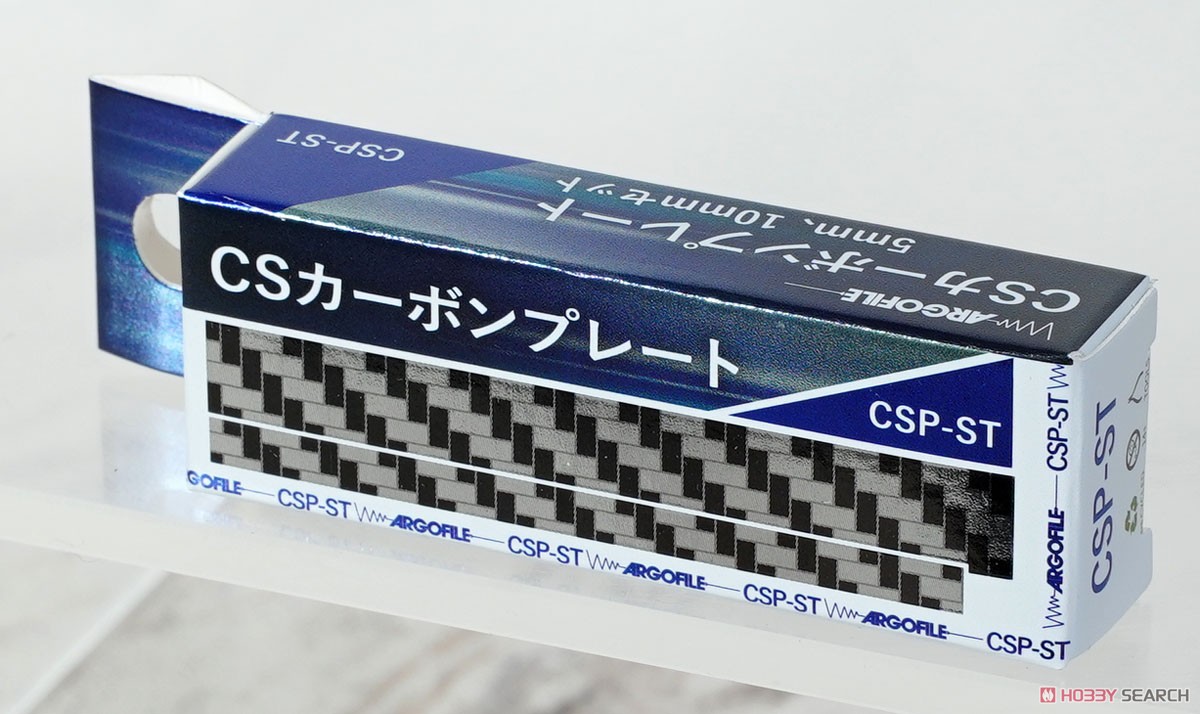 CSP-ST
CSカーボンプレート
5mm、10mmセット
ARGOFILE
CSカーボンプレート
CSP-ST
GOFILE CSP-ST ARGOFILE CSP-ST ARGOFILE CSP-ST ARGOFILE CSP-ST
ARGOFILE CSP-ST
CSP-ST
HOBBY SEARCH